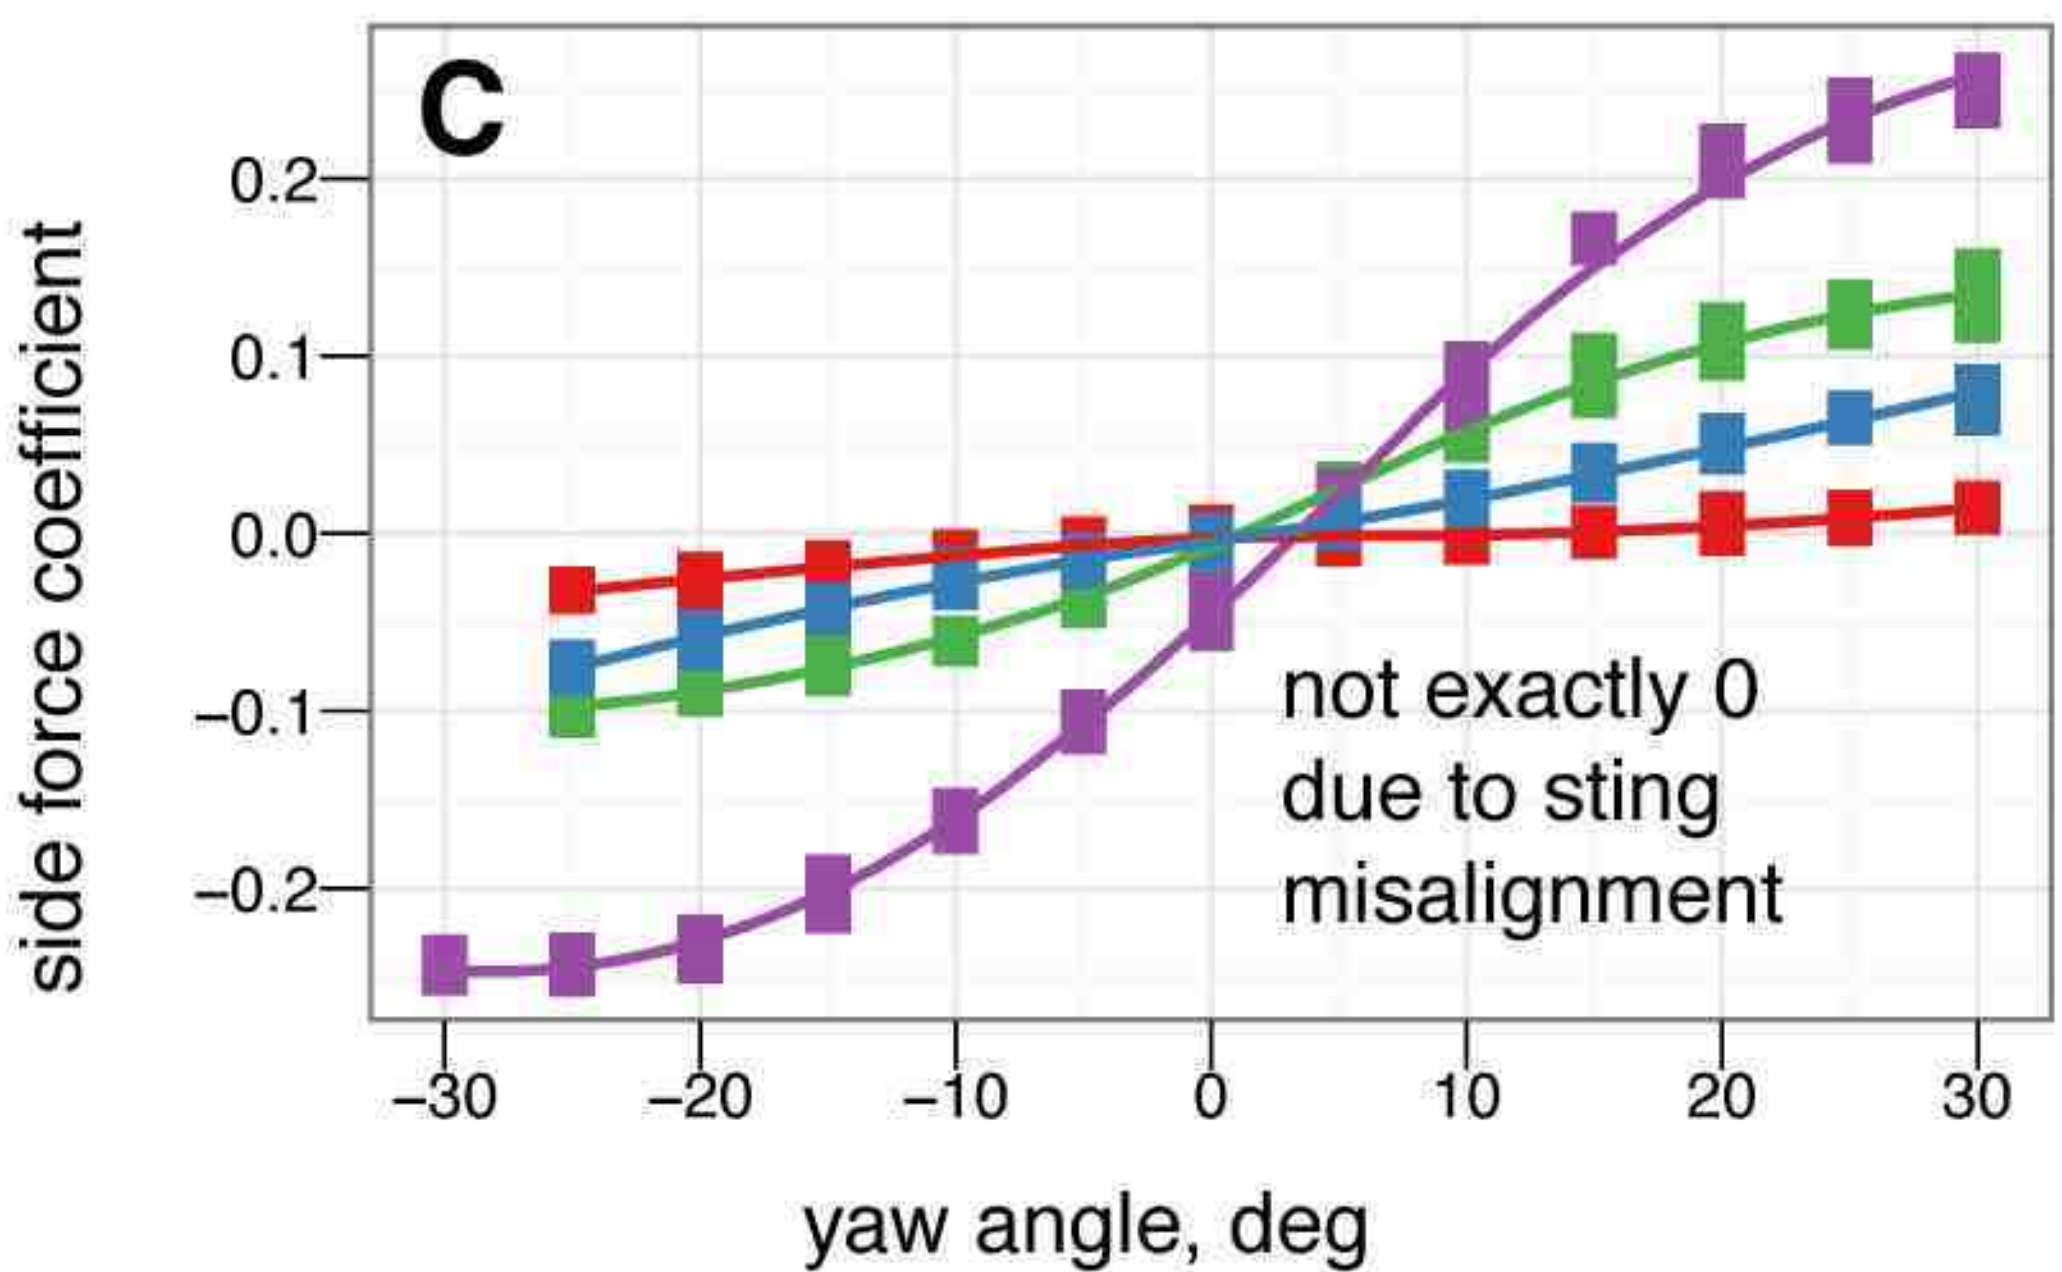 C
side force coefficient
0.2
0.1
0.0
−0.1
−0.2
not exactly 0
due to sting
misalignment
−30 −20 −10 0 10 20 30
yaw angle, deg